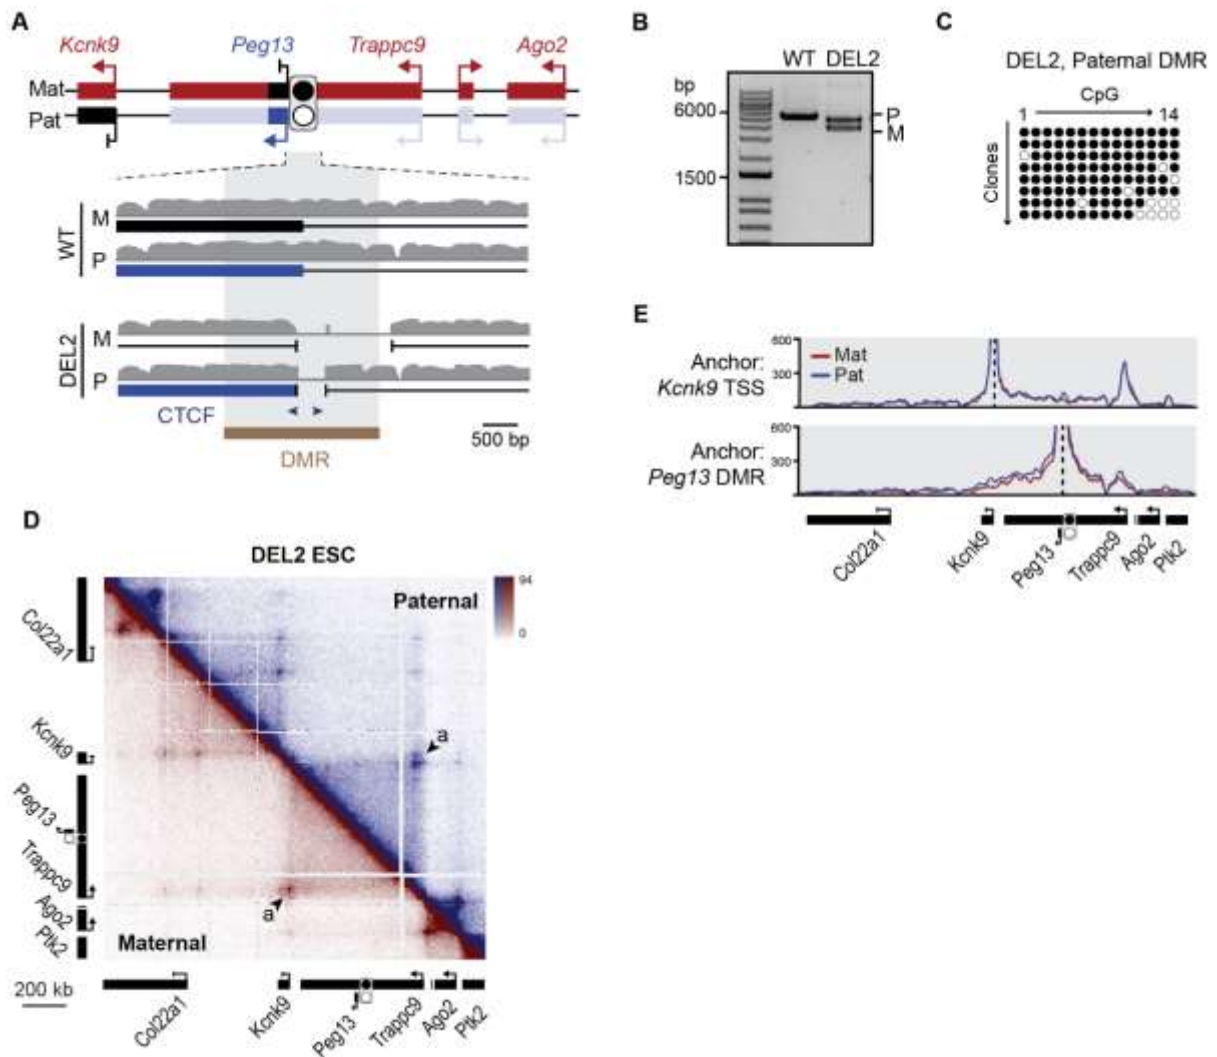 A
Kcnk9
Peg13
Trappc9
Ago2
Mat
Pat
WT
M
P
DEL2
M
P
CTCF
500 bp
DMR
B
WT DEL2
bp
6000
P
M
1500
C
DEL2, Paternal DMR
CpG
1 14
Clones
D
DEL2 ESC
Paternal
94
0
Col22a1
Kcnk9
Peg13
Trappc9
Ago2
Ptk2
a
a
Maternal
200 kb
Col22a1
Kcnk9
Peg13
Trappc9
Ago2
Ptk2
E
Anchor:
Kcnk9 TSS
600
300
Mat
Pat
Anchor:
Peg13 DMR
600
300
Col22a1
Kcnk9
Peg13
Trappc9
Ago2
Ptk2